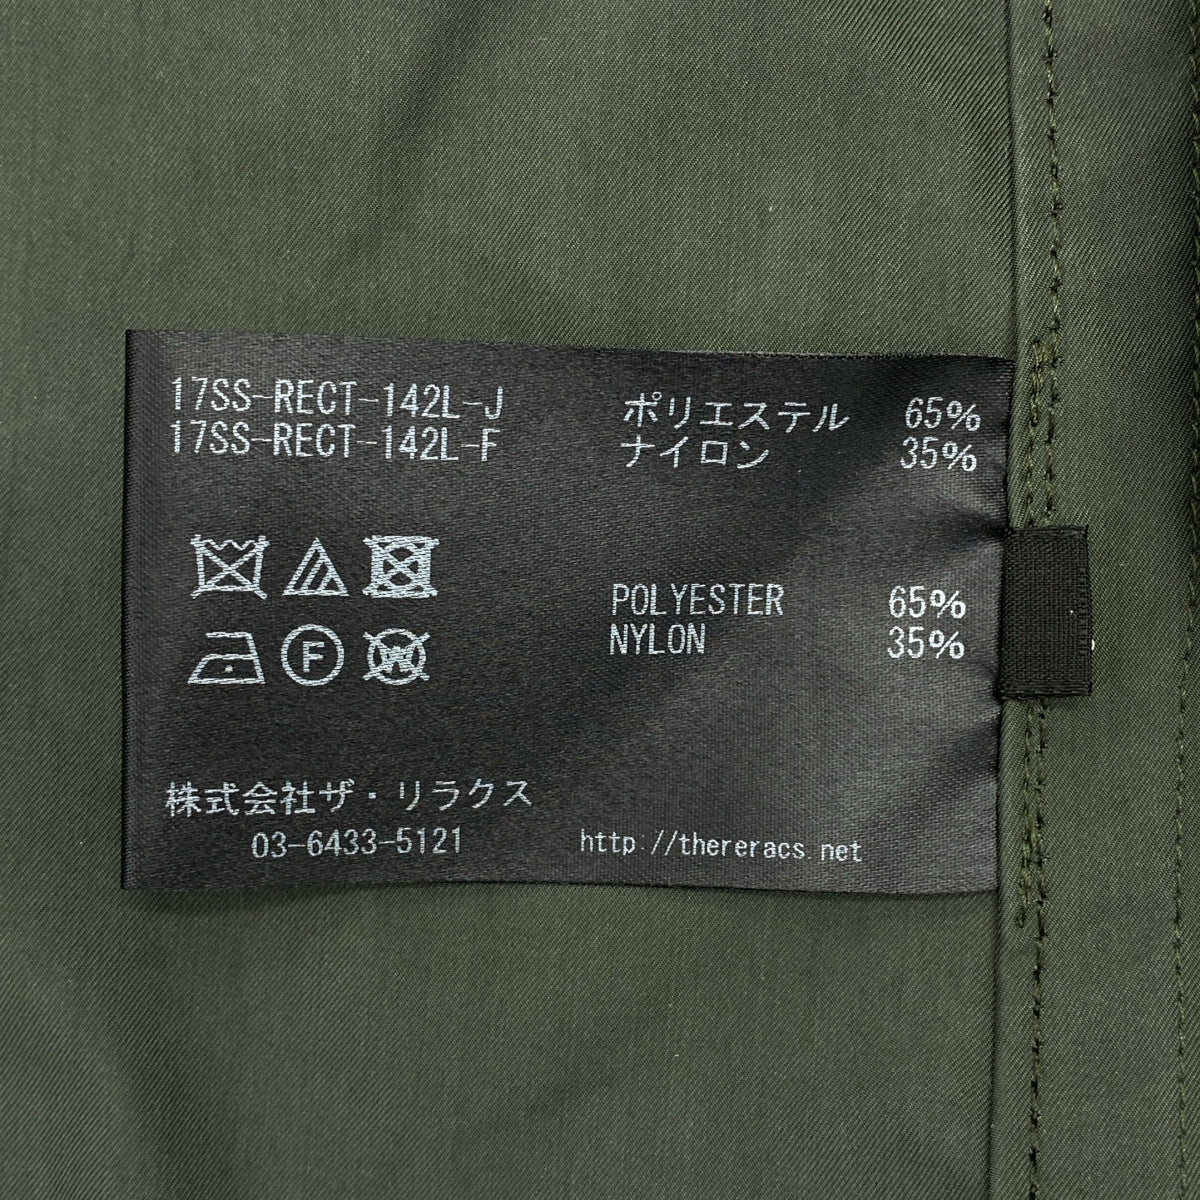 17SS-RECT-142L-J
17SS-RECT-142L-F
ポリエステル 65%
ナイロン 35%
POLYESTER 65%
NYLON 35%
F
W
株式会社ザ・リラクス
03-6433-5121
http://thereracs.net